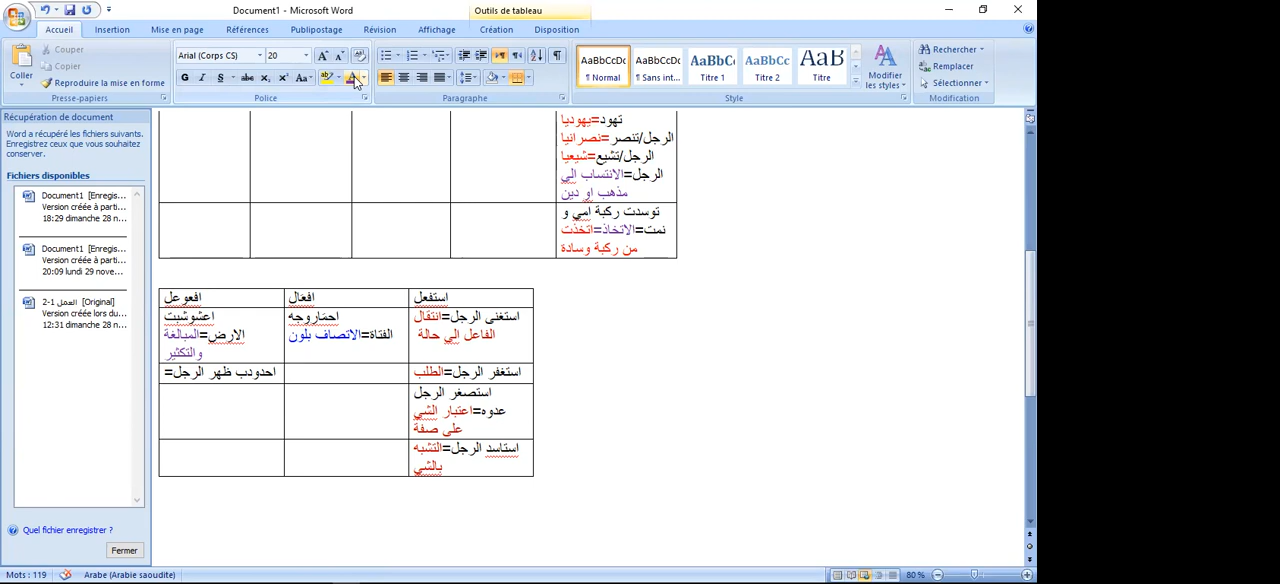 Document1 - Microsoft Word
Outils de tableau
Accueil Insertion Mise en page Références Publipostage Révision Affichage Création Disposition
Coller
Couper
Copier
Reproduire la mise en forme
Presse-papiers
Arial (Corps CS) 20
Police
Paragraphe
AaBbCcDc
¶ Normal
AaBbCcDc
¶ Sans int...
AaBbC
Titre 1
AaBbCc
Titre 2
AaB
Titre
Modifier les styles
Style
Rechercher
Remplacer
Sélectionner
Modification
Récupération de document
Word a récupéré les fichiers suivants.
Enregistrez ceux que vous souhaitez
conserver.
Fichiers disponibles
Document1 [Enregis...
Version créée à parti...
18:29 dimanche 28 n...
Document1 [Enregis...
Version créée à parti...
20:09 lundi 29 nove...
العمل 1-2 [Original]
Version créée lors du...
12:31 dimanche 28 n...
Quel fichier enregistrer ?
Fermer
تهود=يهوديا
الرجل/تنصر=نصرانيا
الرجل/تشيع=شيعيا
الرجل=الانتساب الي
مذهب او دين
توسدت ركبة امي و
نمت=الاتخاذ=اتخذت
من ركبة وسادة
استفعل
افعال
افعوعل
استغنى الرجل=انتقال
الفاعل الي حالة
احمار وجه
الفتاة=الاتصاف بلون
اعشوشبت
الارض=المبالغة
والتكثير
استغفر الرجل=الطلب
احدودب ظهر الرجل=
استصغر الرجل
عدوه=اعتبار الشي
على صفة
استاسد الرجل=التشبه
بالشي
Mots : 119 Arabe (Arabie saoudite) 80 %